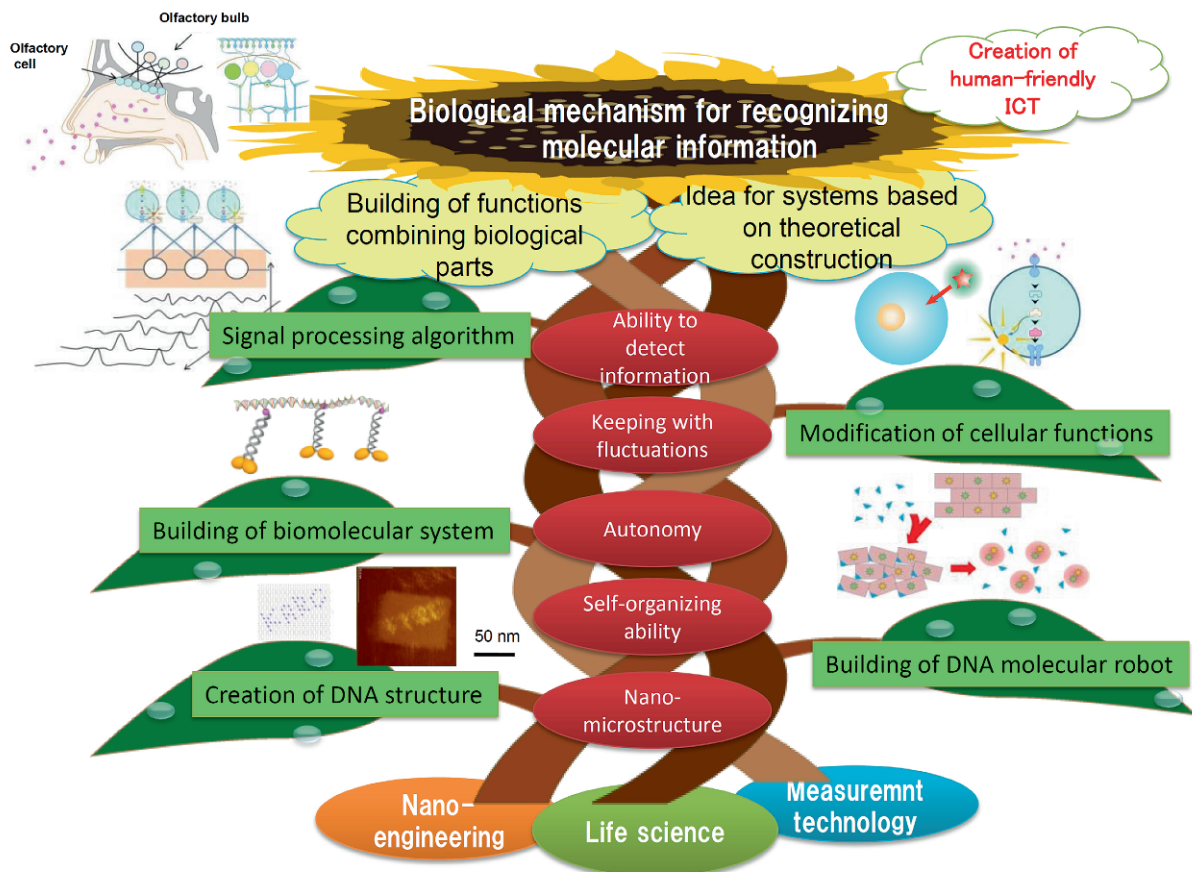 Olfactory bulb
Olfactory
cell
Creation of
human-friendly
ICT
Biological mechanism for recognizing
molecular information
Building of functions
combining biological
parts
Idea for systems based
on theoretical
construction
Signal processing algorithm
Ability to
detect
information
Keeping with
fluctuations
Modification of cellular functions
Building of biomolecular system
Autonomy
Self-organizing
ability
50 nm
Creation of DNA structure
Building of DNA molecular robot
Nano-
microstructure
Nano-
engineering
Life science
Measuremnt
technology